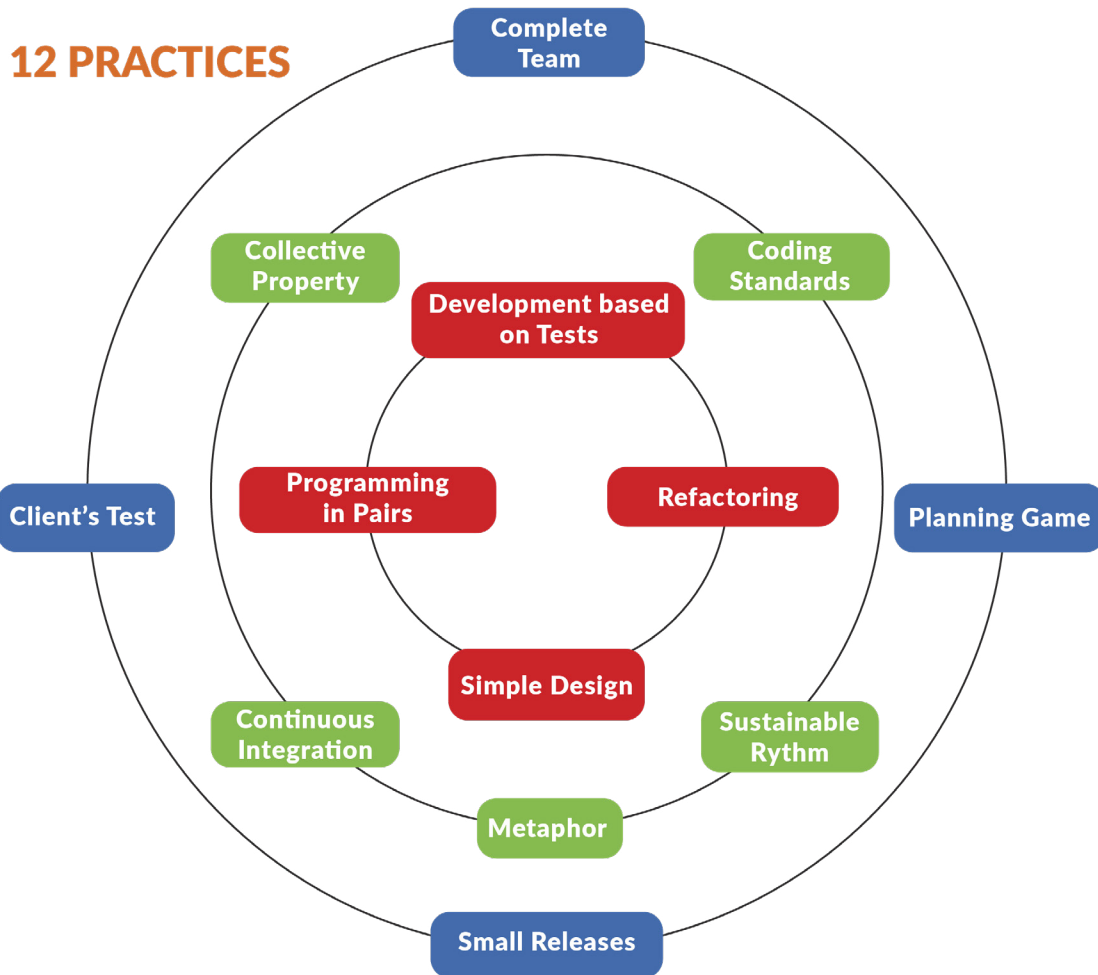 12 PRACTICES
Complete
Team
Collective
Property
Coding
Standards
Development based
on Tests
Programming
in Pairs
Refactoring
Client's Test
Planning Game
Simple Design
Continuous
Integration
Sustainable
Rythm
Metaphor
Small Releases